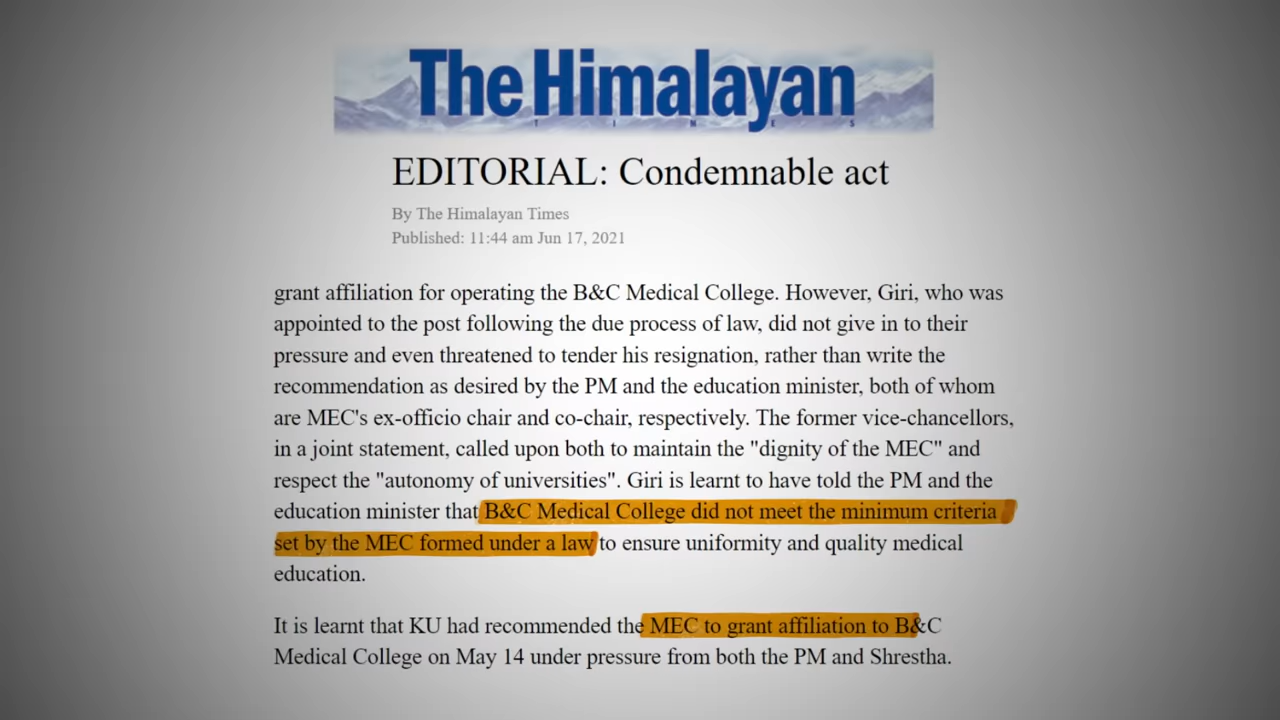 The Himalayan
T I M E S
EDITORIAL: Condemnable act
By The Himalayan Times
Published: 11:44 am Jun 17, 2021
grant affiliation for operating the B&C Medical College. However, Giri, who was
appointed to the post following the due process of law, did not give in to their
pressure and even threatened to tender his resignation, rather than write the
recommendation as desired by the PM and the education minister, both of whom
are MEC's ex-officio chair and co-chair, respectively. The former vice-chancellors,
in a joint statement, called upon both to maintain the "dignity of the MEC" and
respect the "autonomy of universities". Giri is learnt to have told the PM and the
education minister that B&C Medical College did not meet the minimum criteria
set by the MEC formed under a law to ensure uniformity and quality medical
education.
It is learnt that KU had recommended the MEC to grant affiliation to B&C
Medical College on May 14 under pressure from both the PM and Shrestha.